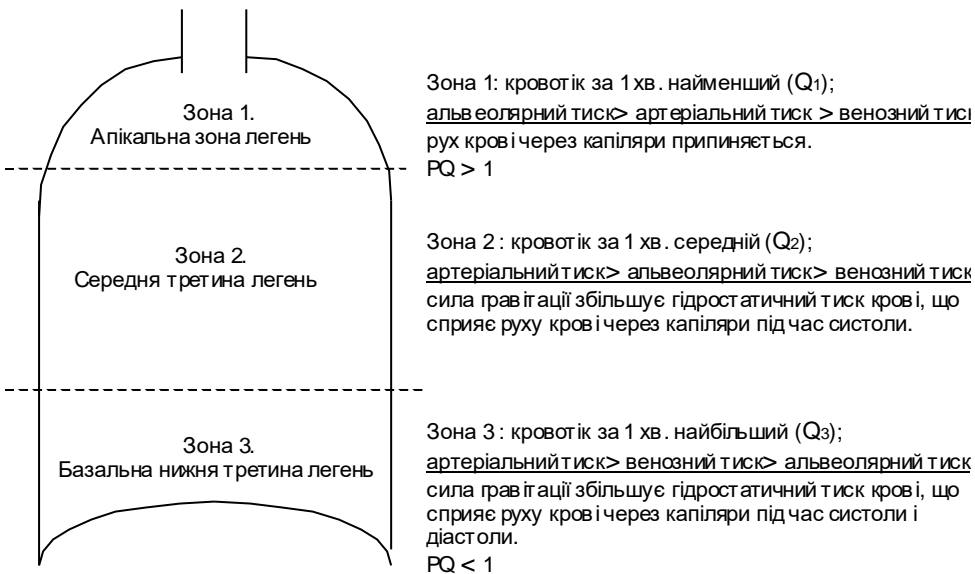 Зона 1.
Апікальна зона легень
Зона 1: кровотік за 1 хв. найменший (Q1);
альвеолярний тиск> артеріальний тиск > венозний тиск
рух крові через капіляри припиняється.
PQ > 1
Зона 2.
Середня третина легень
Зона 2 : кровотік за 1 хв. середній (Q2);
артеріальний тиск> альвеолярний тиск> венозний тиск
сила гравітації збільшує гідростатичний тиск крові, що
сприяє руху крові через капіляри під час систоли.
Зона 3.
Базальна нижня третина легень
Зона 3 : кровотік за 1 хв. найбільший (Q3);
артеріальний тиск> венозний тиск> альвеолярний тиск
сила гравітації збільшує гідростатичний тиск крові, що
сприяє руху крові через капіляри під час систоли і
діастоли.
PQ < 1